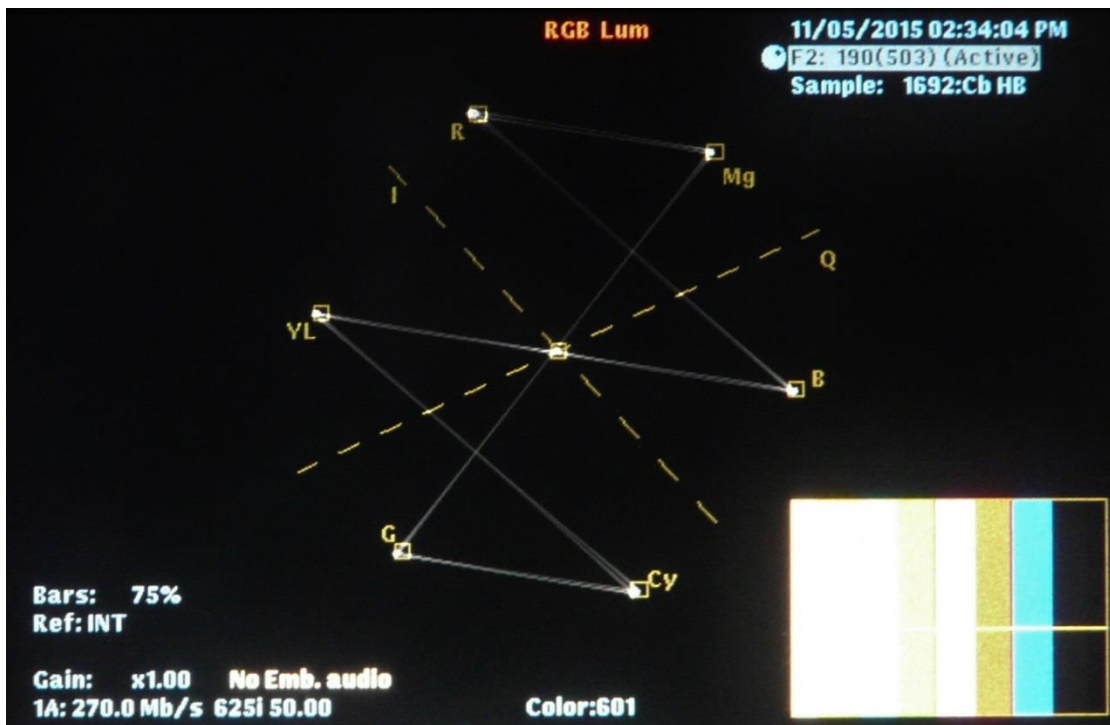 RGB Lum
11/05/2015 02:34:04 PM
F2: 190(503) (Active)
Sample: 1692:Cb HB
R
Mg
I
Q
YL
B
G
Cy
Bars: 75%
Ref: INT
Gain: x1.00 No Emb. audio
1A: 270.0 Mb/s 625i 50.00
Color:601